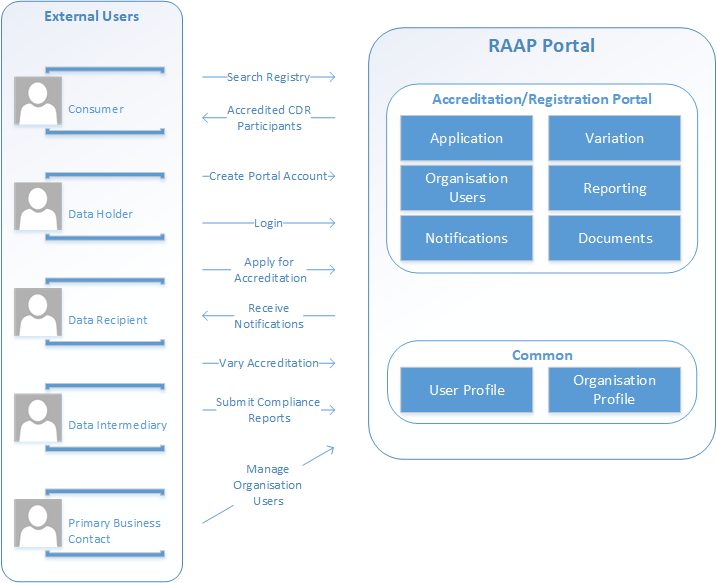 External Users
Consumer
Data Holder
Data Recipient
Data Intermediary
Primary Business
Contact
Search Registry
Accredited CDR
Participants
Create Portal Account
Login
Apply for
Accreditation
Receive
Notifications
Vary Accreditation
Submit Compliance
Reports
Manage
Organisation
Users
RAAP Portal
Accreditation/Registration Portal
Application
Variation
Organisation
Users
Reporting
Notifications
Documents
Common
User Profile
Organisation
Profile